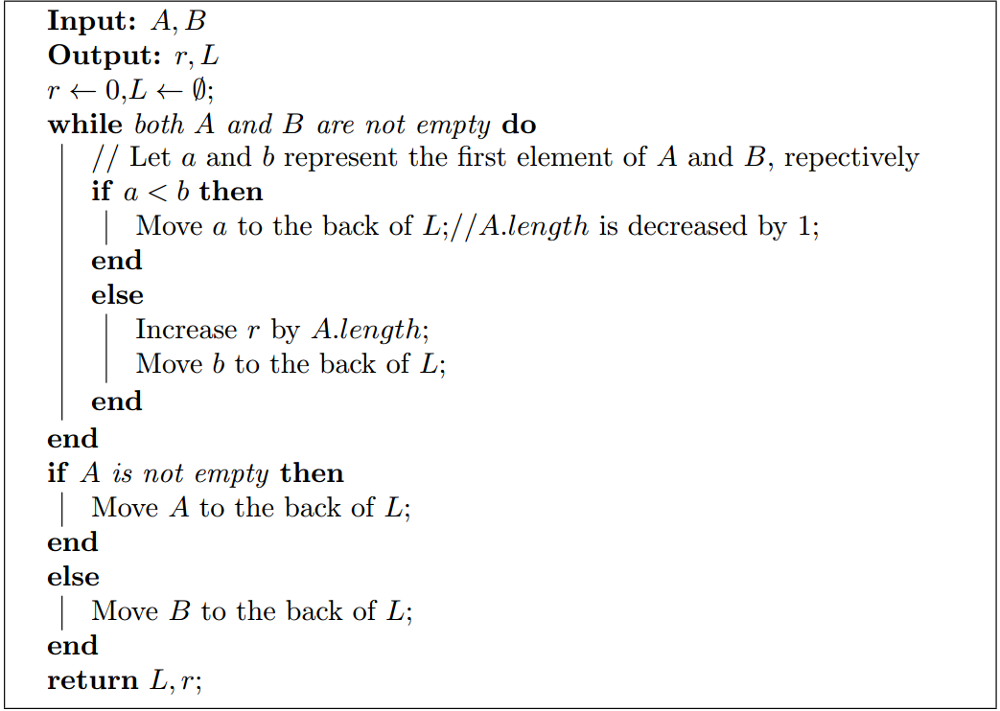 Input: A, B
Output: r, L
r ← 0,L ← ∅;
while both A and B are not empty do
// Let a and b represent the first element of A and B, repectively
if a < b then
Move a to the back of L;//A.length is decreased by 1;
end
else
Increase r by A.length;
Move b to the back of L;
end
end
if A is not empty then
Move A to the back of L;
end
else
Move B to the back of L;
end
return L, r;